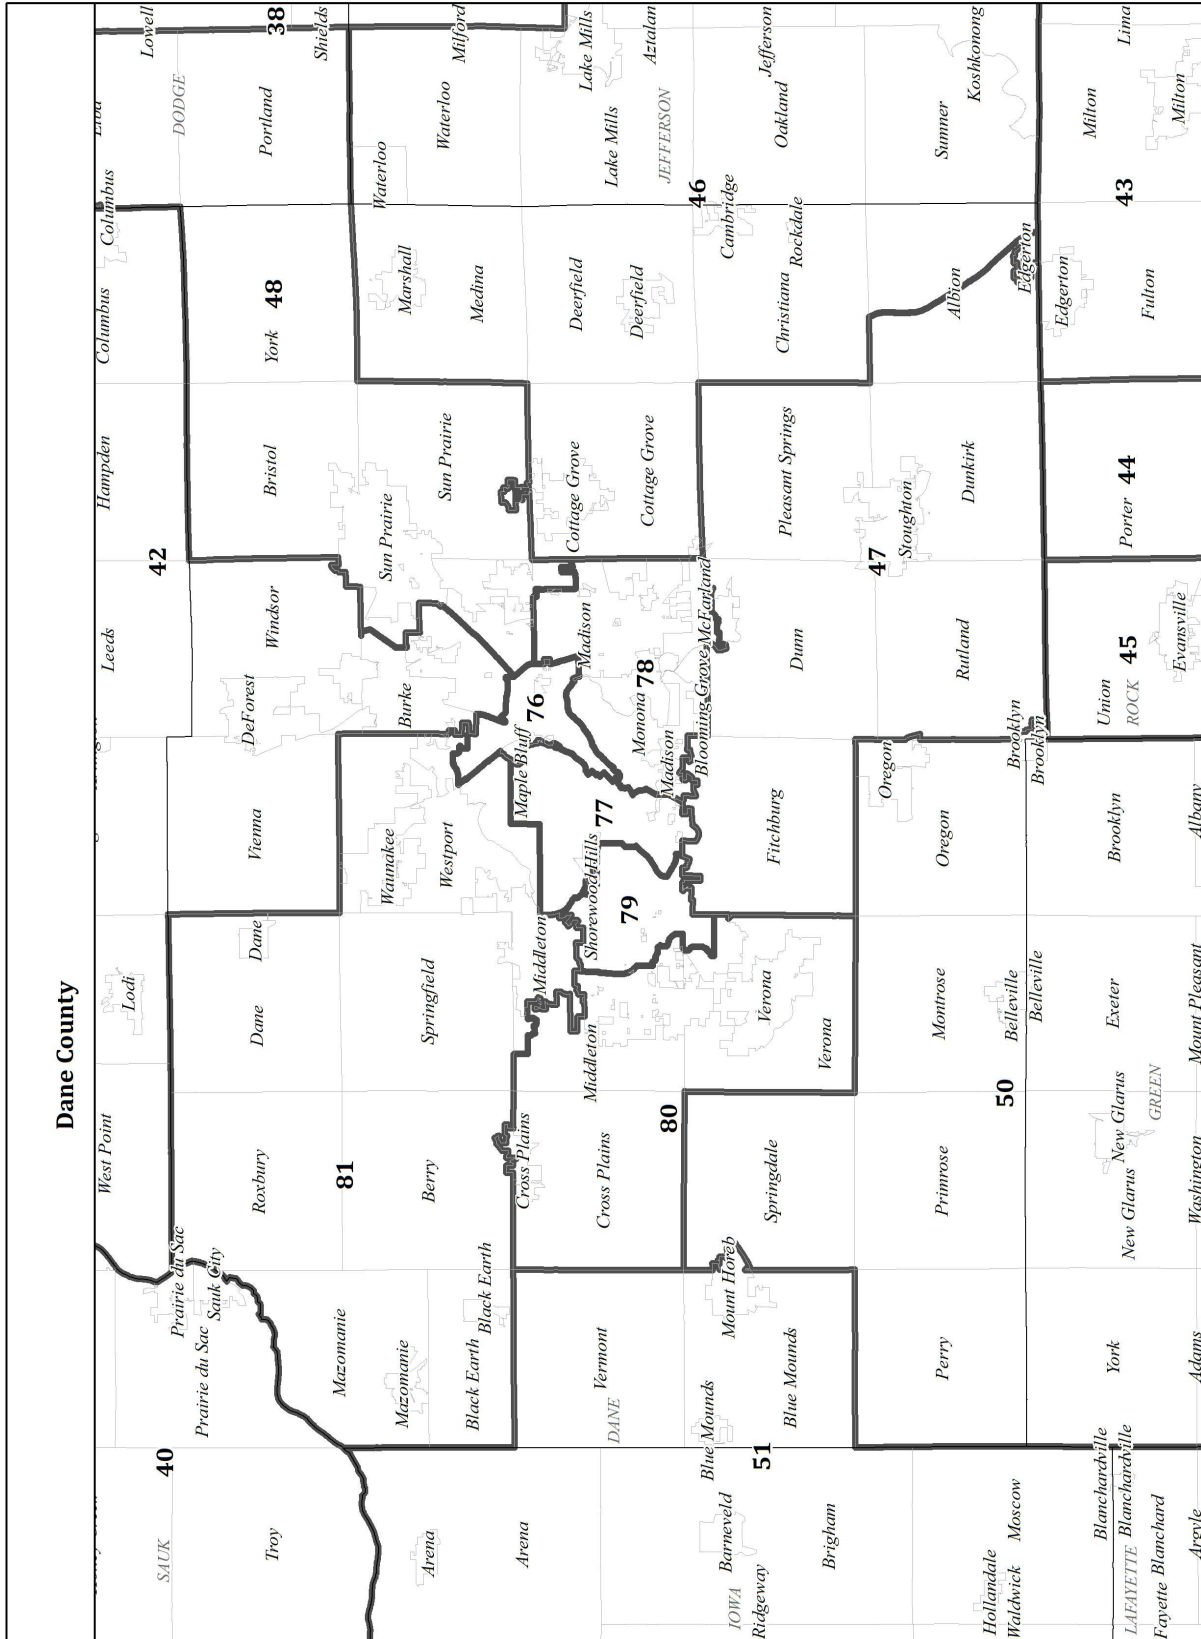 Dane County
West Point
Lodi
Leeds
Hampden
Columbus
Columbus
Lowell
40
SAUK
Prairie du Sac
42
DODGE
Prairie du Sac
Sauk City
Troy
Roxbury
Dane
Dane
Vienna
DeForest
Windsor
Bristol
York
48
Portland
38
Shields
Mazomanie
81
Mazomanie
Waunakee
Burke
Sun Prairie
Marshall
Waterloo
Arena
Black Earth
Black Earth
Berry
Springfield
Westport
Sun Prairie
Medina
Waterloo
Milford
Arena
Cross Plains
Middleton
Maple Bluff
76
Vermont
DANE
Cross Plains
Middleton
Shorewood Hills
77
79
Madison
Cottage Grove
Deerfield
Lake Mills
Lake Mills
Monona
78
Cottage Grove
Deerfield
Aztalan
JEFFERSON
80
Madison
Blooming Grove
McFarland
46
Cambridge
IOWA
Barneveld
Ridgeway
Blue Mounds
51
Mount Horeb
Blue Mounds
Springdale
Verona
Fitchburg
Dunn
Pleasant Springs
Christiana
Rockdale
Oakland
Jefferson
Brigham
Verona
Oregon
47
Stoughton
Perry
Primrose
Montrose
Oregon
Rutland
Dunkirk
Albion
Sumner
Koshkonong
Hollandale
Waldwick
Moscow
50
Belleville
Belleville
Brooklyn
Brooklyn
Edgerton
Edgerton
Blanchardville
LAFAYETTE
Blanchardville
York
New Glarus
New Glarus
Exeter
Brooklyn
Union
ROCK
45
Porter
44
Fulton
43
Milton
Lima
Fayette
Blanchard
GREEN
Evansville
Milton
Argyle
Adams
Washington
Mount Pleasant
Albany